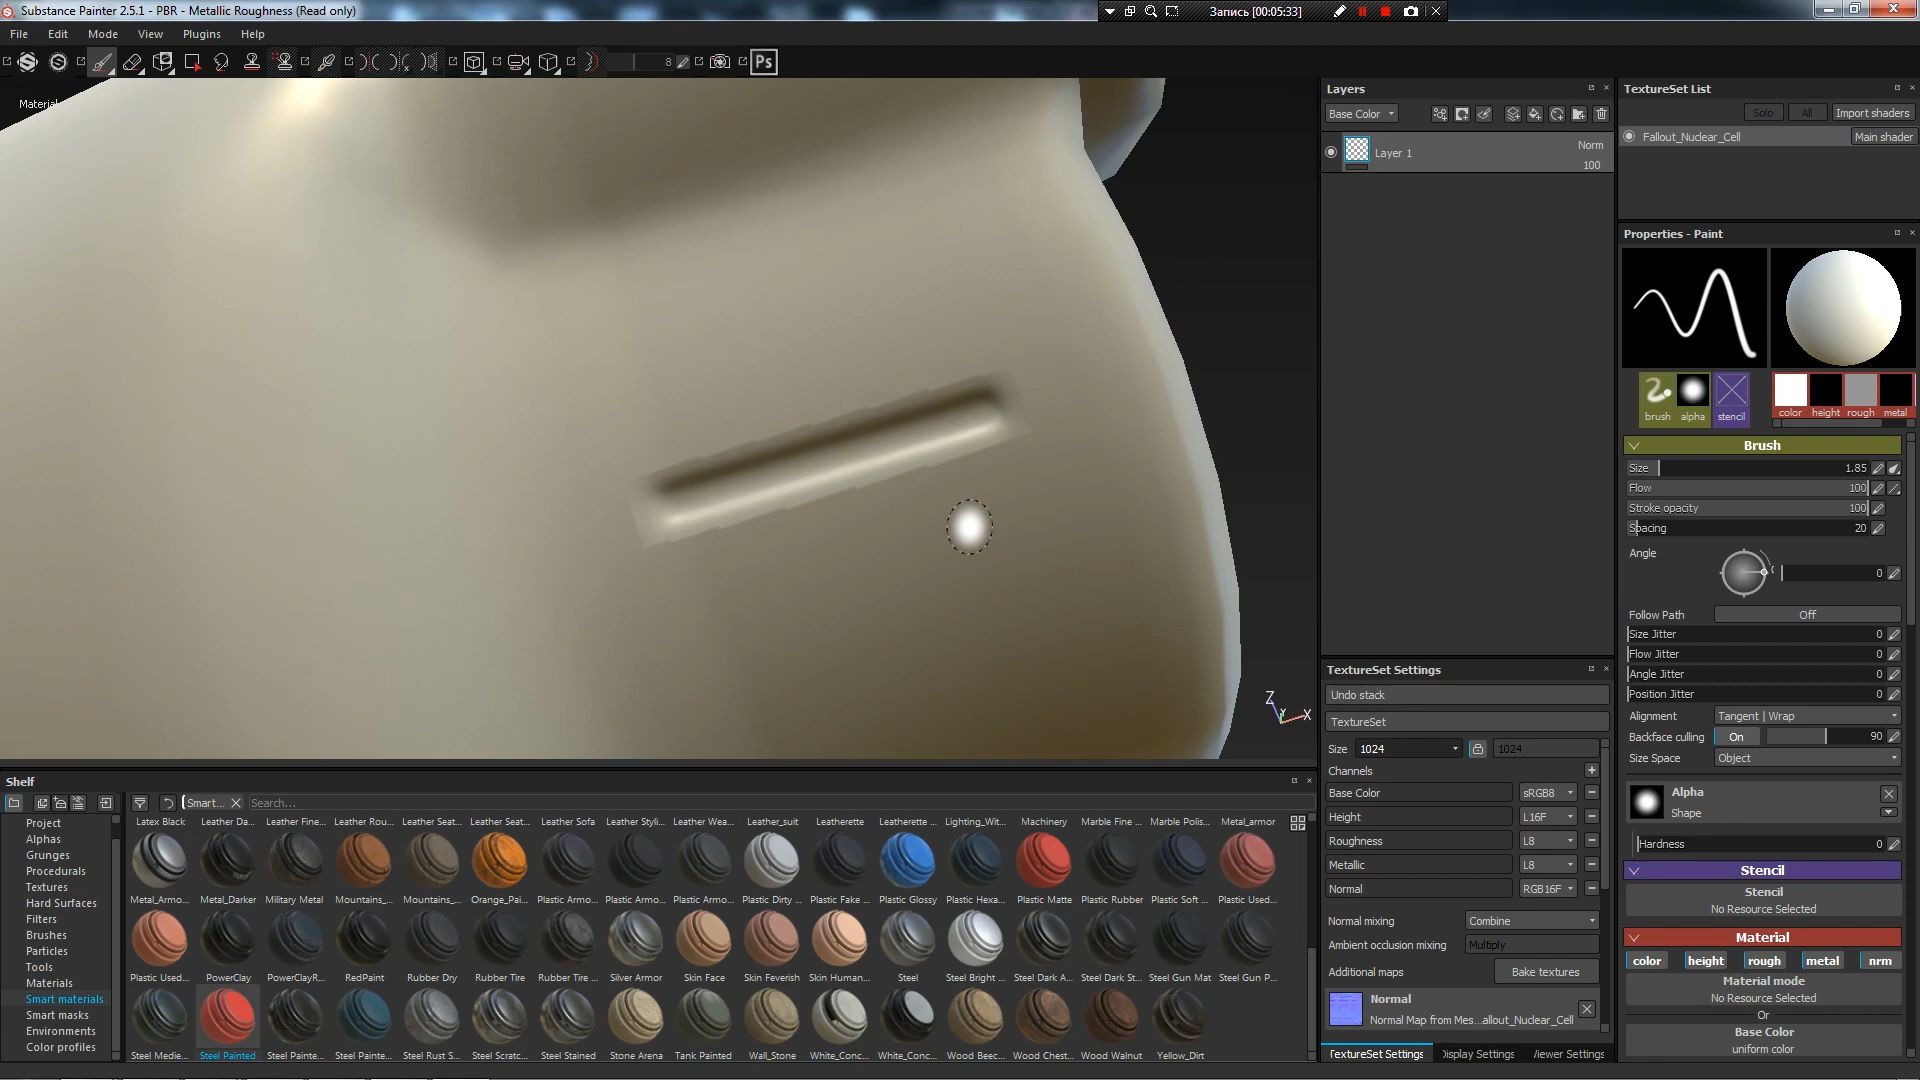 Substance Painter 2.5.1 - PBR - Metallic Roughness (Read only)
Запись [00:05:33]
File Edit Mode View Plugins Help
8
Ps
Material
Z
Y
X
Layers
Base Color
Layer 1
Norm
100
TextureSet List
Solo All Import shaders
Fallout_Nuclear_Cell
Main shader
Properties - Paint
brush alpha stencil
color height rough metal
Brush
Size 1.85
Flow 100
Stroke opacity 100
Spacing 20
Angle
0
Follow Path Off
Size Jitter 0
Flow Jitter 0
Angle Jitter 0
Position Jitter 0
Alignment Tangent | Wrap
Backface culling On 90
Size Space Object
Alpha
Shape
Hardness 0
Stencil
Stencil
No Resource Selected
Material
color height rough metal nrm
Material mode
No Resource Selected
Or
Base Color
uniform color
TextureSet Settings
Undo stack
TextureSet
Size 1024 1024
Channels
Base Color sRGB8
Height L16F
Roughness L8
Metallic L8
Normal RGB16F
Normal mixing Combine
Ambient occlusion mixing Multiply
Additional maps Bake textures
Normal
Normal Map from Mes...allout_Nuclear_Cell
TextureSet Settings Display Settings Viewer Settings
Shelf
Smart... Search...
Project
Alphas
Grunges
Procedurals
Textures
Hard Surfaces
Filters
Brushes
Particles
Tools
Materials
Smart materials
Smart masks
Environments
Color profiles
Latex Black Leather Da... Leather Fine... Leather Rou... Leather Seat... Leather Seat... Leather Sofa Leather Styli... Leather Wea... Leather_suit Leatherette Leatherette ... Lighting_Wit... Machinery Marble Fine ... Marble Polis... Metal_armor
Metal_Armo... Metal_Darker Military Metal Mountains_... Mountains_... Orange_Pai... Plastic Armo... Plastic Armo... Plastic Armo... Plastic Dirty ... Plastic Fake ... Plastic Glossy Plastic Hexa... Plastic Matte Plastic Rubber Plastic Soft ... Plastic Used...
Plastic Used... PowerClay PowerClayR... RedPaint Rubber Dry Rubber Tire Rubber Tire ... Silver Armor Skin Face Skin Feverish Skin Human... Steel Steel Bright ... Steel Dark A... Steel Dark St... Steel Gun Mat Steel Gun P...
Steel Medie... Steel Painted Steel Painte... Steel Painte... Steel Rust S... Steel Scratc... Steel Stained Stone Arena Tank Painted Wall_Stone White_Conc... White_Conc... Wood Beec... Wood Chest... Wood Walnut Yellow_Dirt